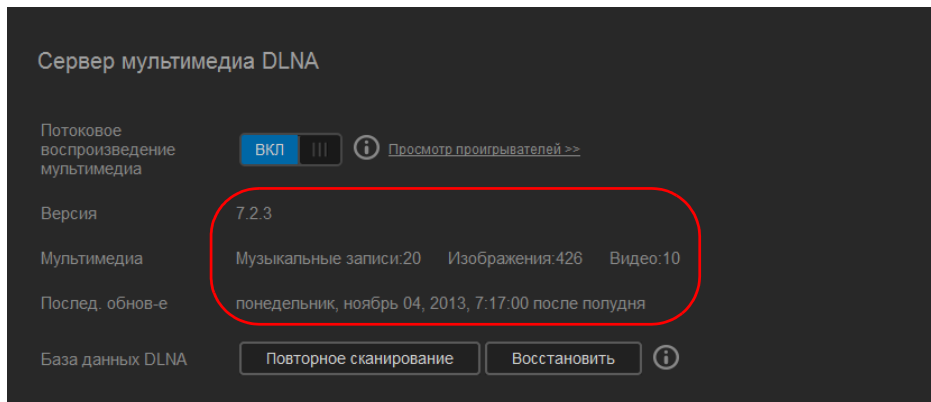 Сервер мультимедиа DLNA
Потоковое
воспроизведение
мультимедиа
ВКЛ
Просмотр проигрывателей >>
Версия
7.2.3
Мультимедиа
Музыкальные записи:20 Изображения:426 Видео:10
Послед. обнов-е
понедельник, ноябрь 04, 2013, 7:17:00 после полудня
База данных DLNA
Повторное сканирование
Восстановить